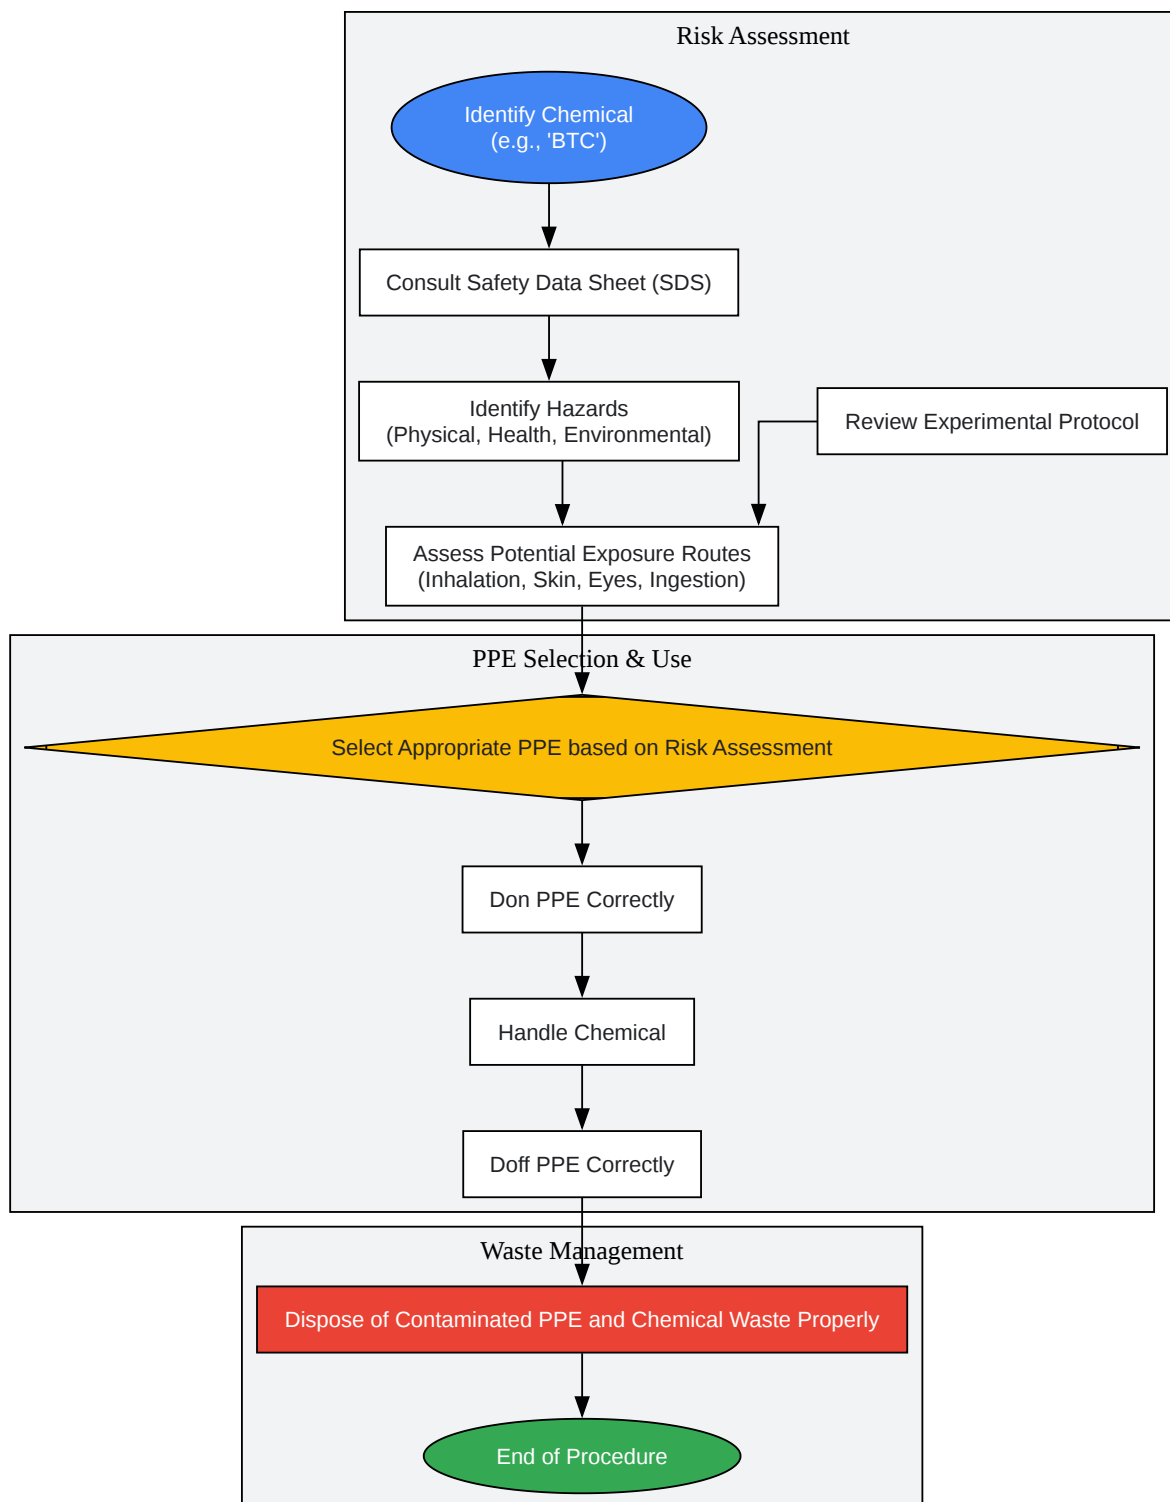 Risk Assessment
Identify Chemical
(e.g., 'BTC')
Consult Safety Data Sheet (SDS)
Identify Hazards
(Physical, Health, Environmental)
Review Experimental Protocol
Assess Potential Exposure Routes
(Inhalation, Skin, Eyes, Ingestion)
PPE Selection & Use
Select Appropriate PPE based on Risk Assessment
Don PPE Correctly
Handle Chemical
Doff PPE Correctly
Waste Management
Dispose of Contaminated PPE and Chemical Waste Properly
End of Procedure